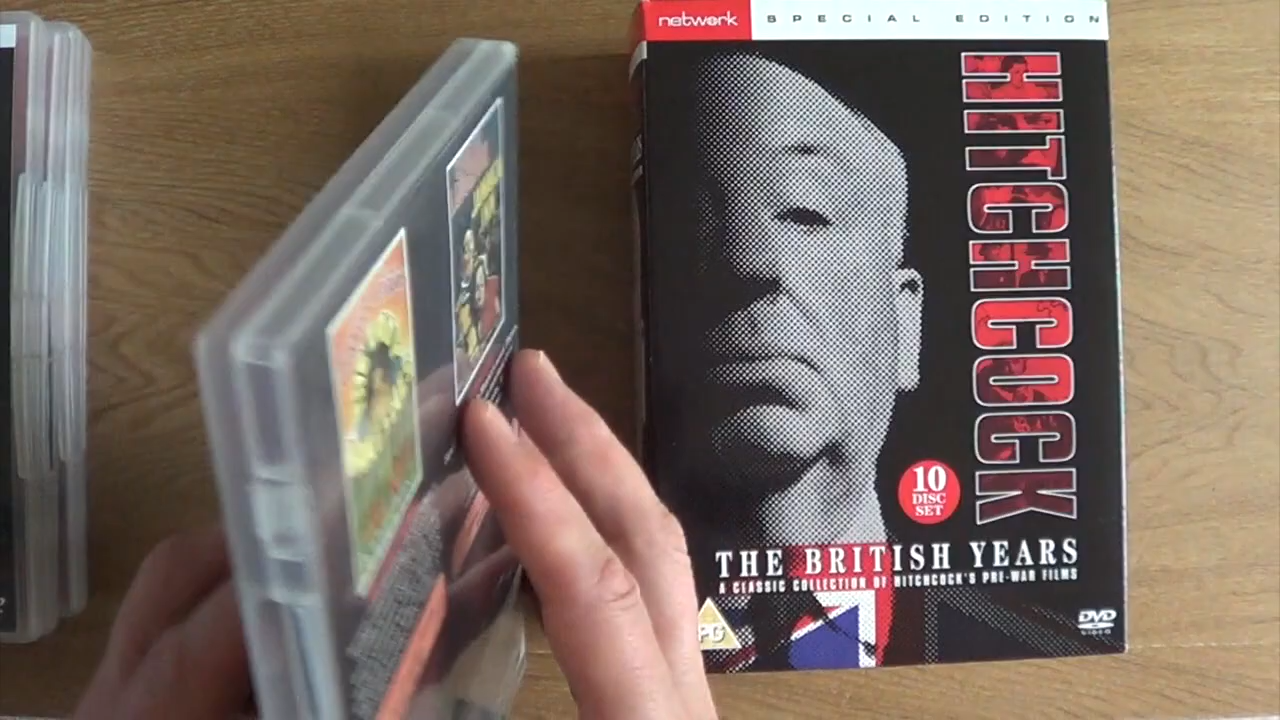 network SPECIAL EDITION
HITCHCOCK
10
DISC
SET
THE BRITISH YEARS
A CLASSIC COLLECTION OF HITCHCOCK'S PRE-WAR FILMS
PG
DVD
VIDEO